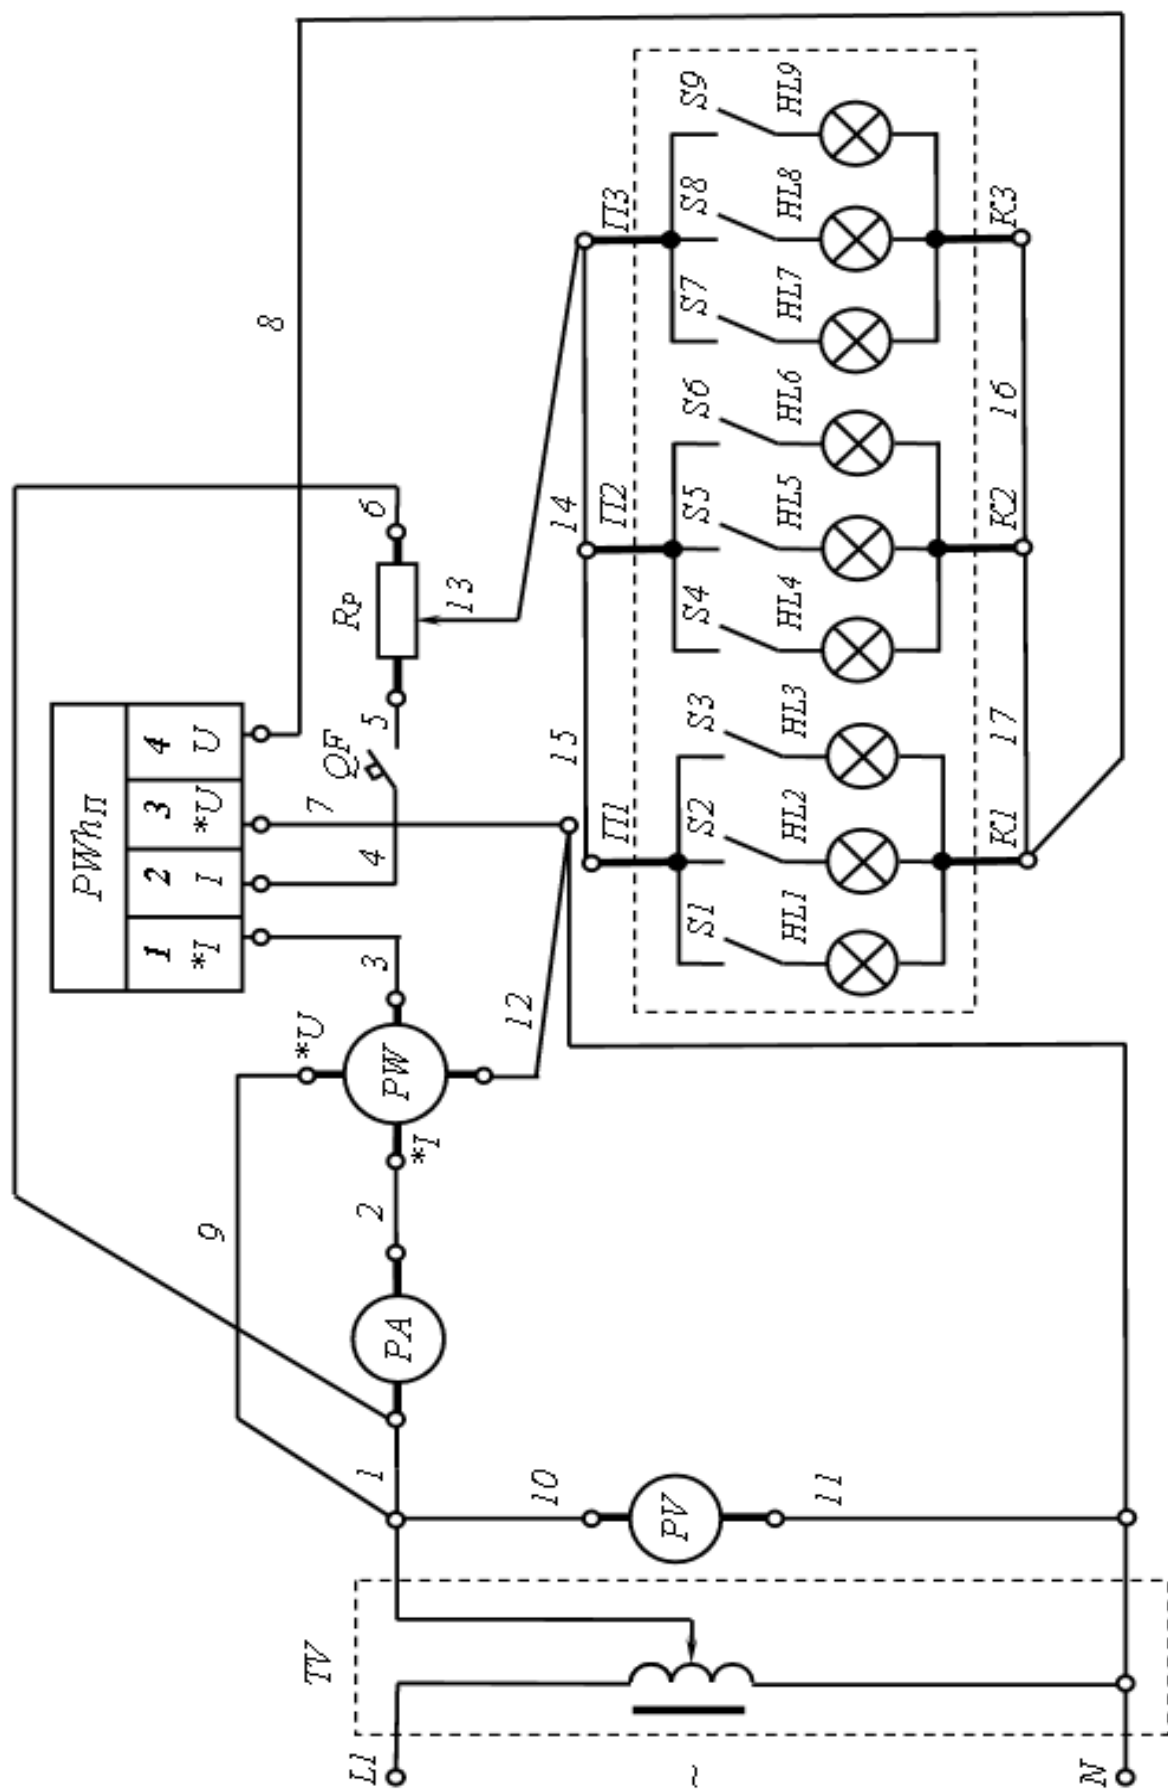 PWhП
1 2 3 4
*I I *U U
8
9
*U
3
4
7
QF
5
6
RP
TV
L1
1
PA
2
*I
PW
12
13
15
14
П1
П2
П3
10
S1 S2 S3 S4 S5 S6 S7 S8 S9
PV
~
HL1 HL2 HL3 HL4 HL5 HL6 HL7 HL8 HL9
11
K1
17
K2
16
K3
N